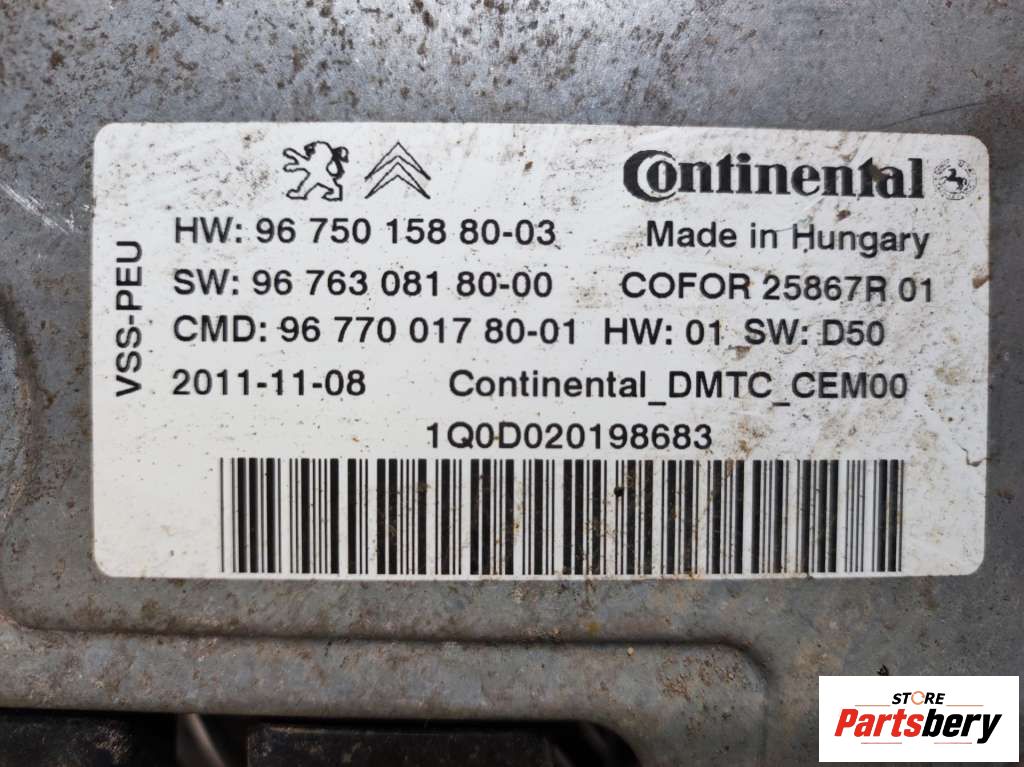 Continental
HW: 96 750 158 80-03
Made in Hungary
SW: 96 763 081 80-00
COFOR 25867R 01
CMD: 96 770 017 80-01 HW: 01 SW: D50
2011-11-08
Continental_DMTC_CEM00
1Q0D020198683
VSS-PEU
STORE
Partsbery